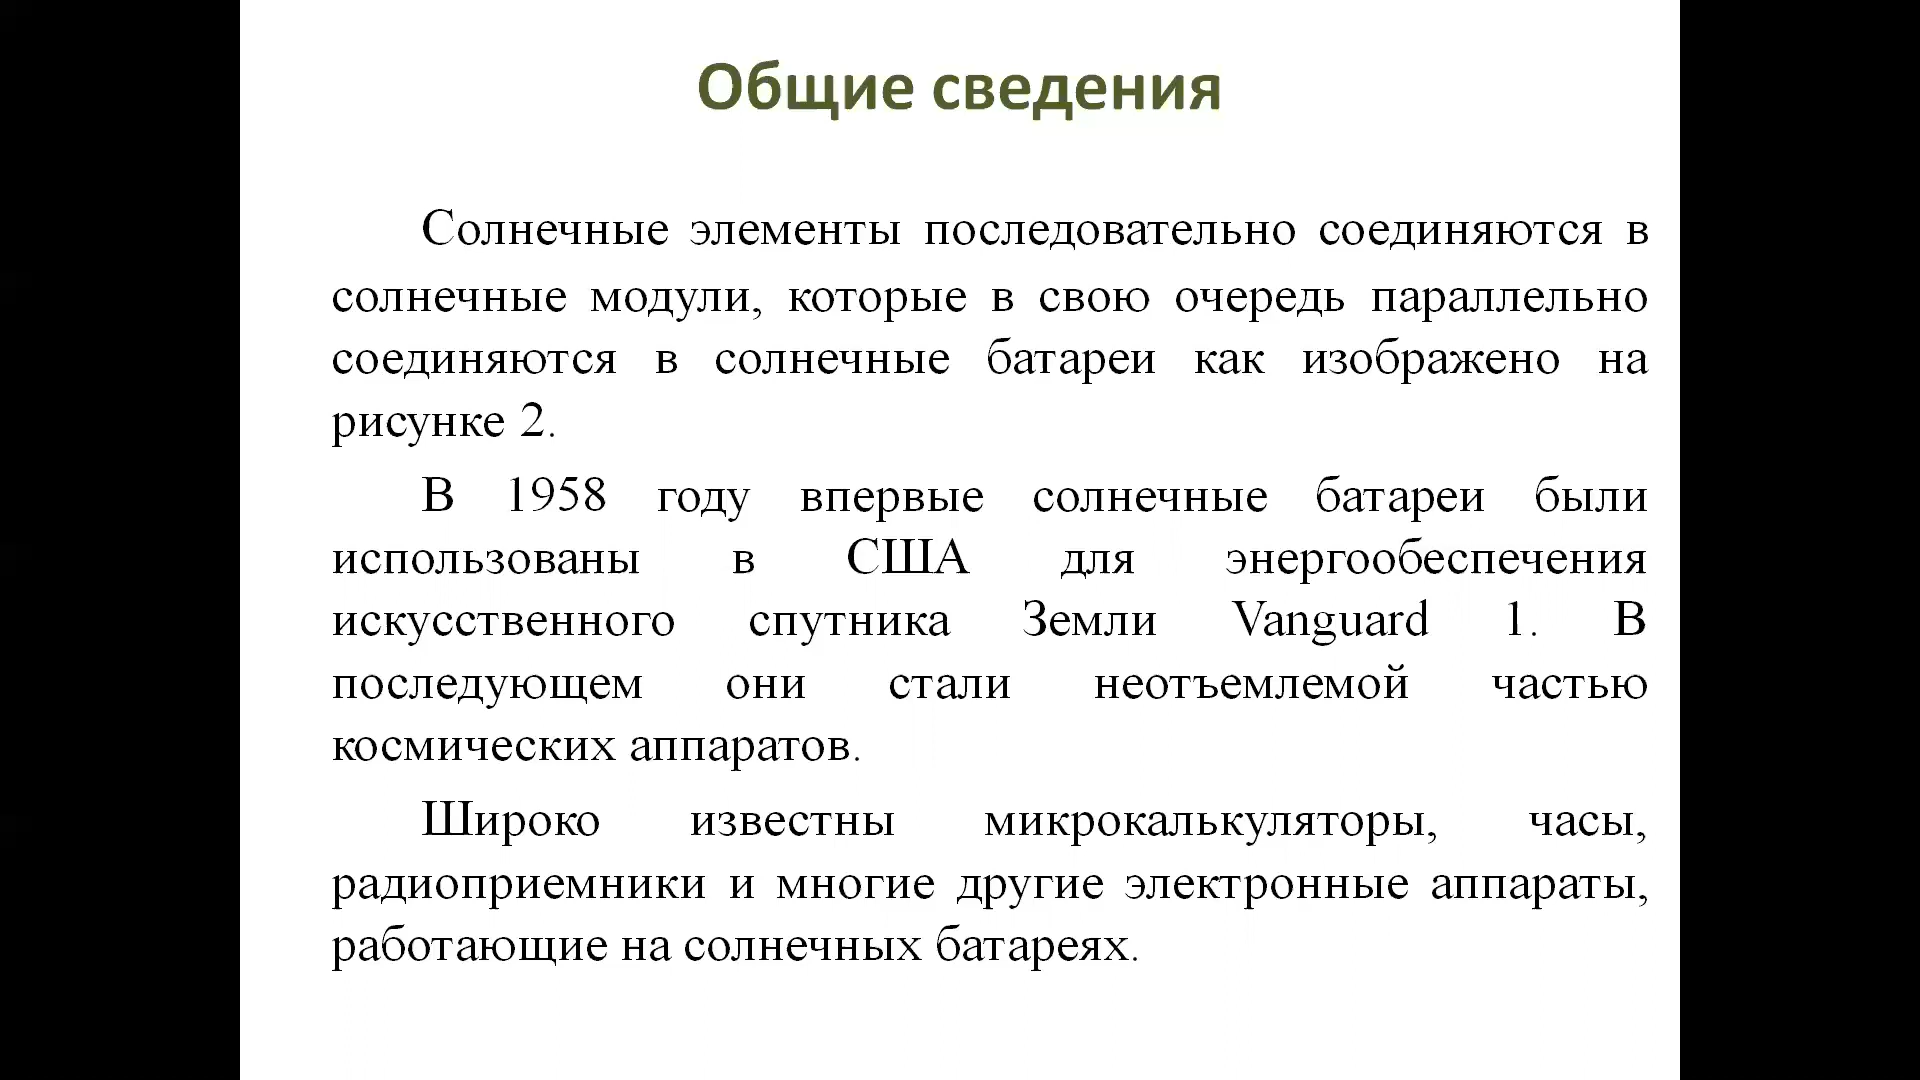 Общие сведения
Солнечные элементы последовательно соединяются в
солнечные модули, которые в свою очередь параллельно
соединяются в солнечные батареи как изображено на
рисунке 2.
В 1958 году впервые солнечные батареи были
использованы в США для энергообеспечения
искусственного спутника Земли Vanguard 1. В
последующем они стали неотъемлемой частью
космических аппаратов.
Широко известны микрокалькуляторы, часы,
радиоприемники и многие другие электронные аппараты,
работающие на солнечных батареях.